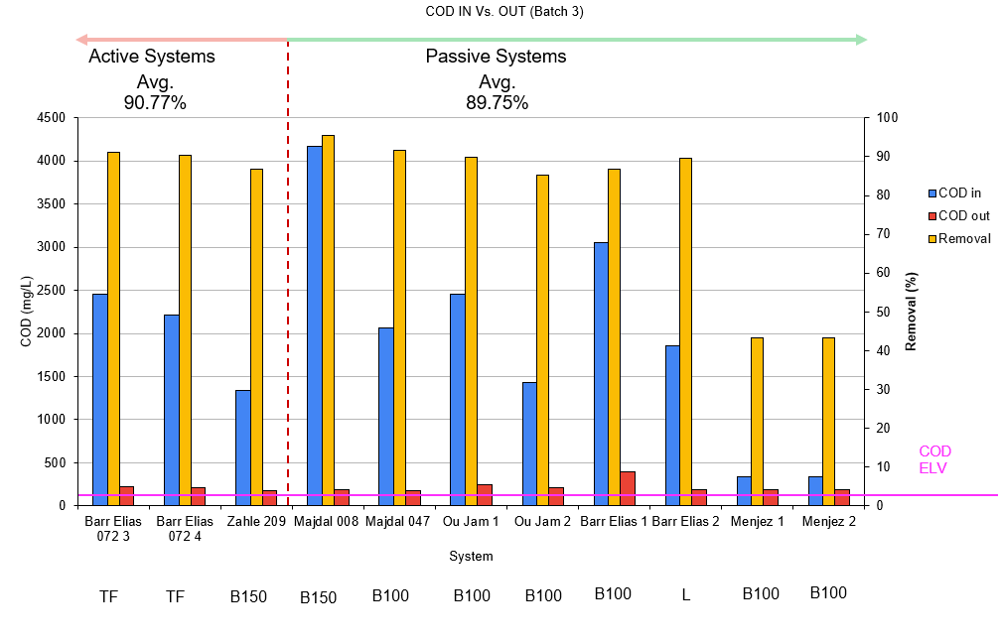 COD IN Vs. OUT (Batch 3)
Active Systems
Avg.
90.77%
Passive Systems
Avg.
89.75%
4500
4000
3500
3000
2500
2000
1500
1000
500
0
COD (mg/L)
100
90
80
70
60
50
40
30
20
10
0
Removal (%)
COD in
COD out
Removal
COD
ELV
Barr Elias
072 3
Barr Elias
072 4
Zahle 209
Majdal 008
Majdal 047
Ou Jam 1
Ou Jam 2
Barr Elias 1
Barr Elias 2
Menjez 1
Menjez 2
System
TF
TF
B150
B150
B100
B100
B100
B100
L
B100
B100